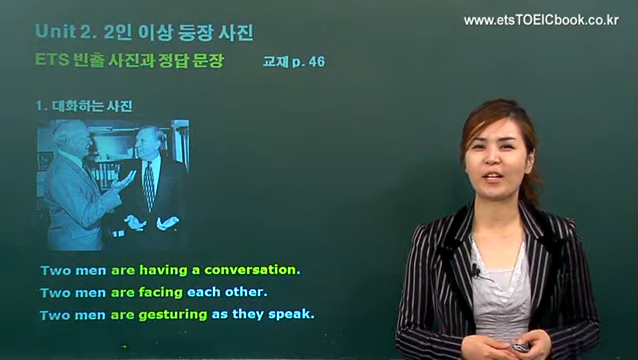 www.etsTOEICbook.co.kr
Unit 2. 2인 이상 등장 사진
ETS 빈출 사진과 정답 문장 교재 p. 46
1. 대화하는 사진
Two men are having a conversation.
Two men are facing each other.
Two men are gesturing as they speak.